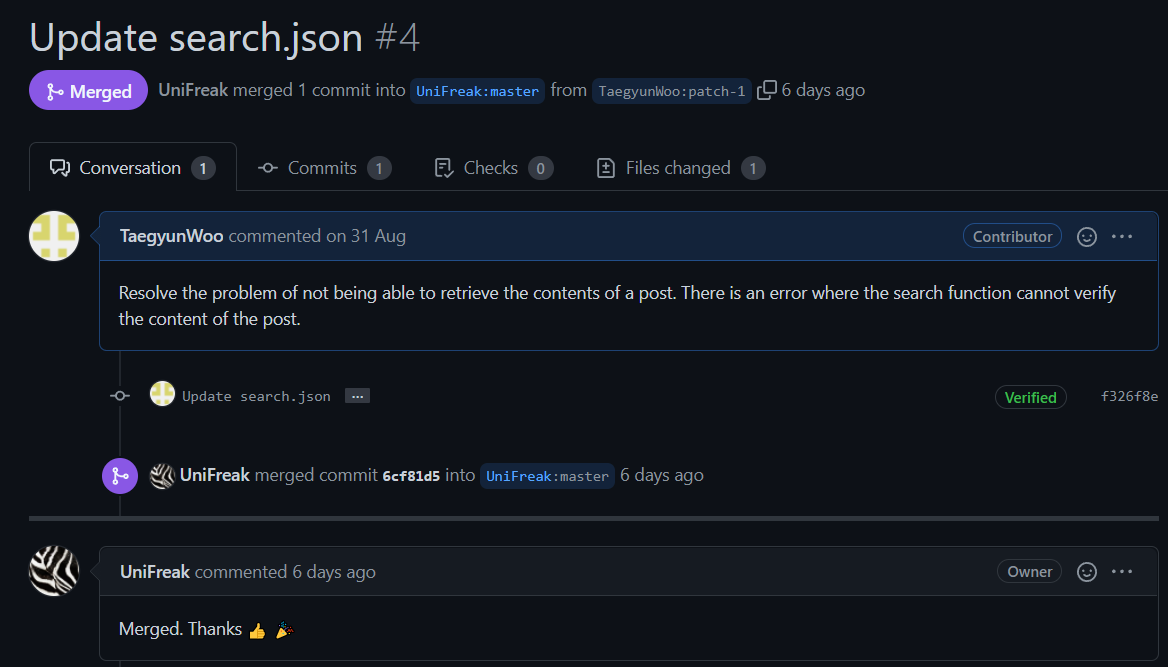 Update search.json #4
Merged UniFreak merged 1 commit into UniFreak:master from TaegyunWoo:patch-1 6 days ago
Conversation 1 Commits 1 Checks 0 Files changed 1
TaegyunWoo commented on 31 Aug Contributor ...
Resolve the problem of not being able to retrieve the contents of a post. There is an error where the search function cannot verify
the content of the post.
Update search.json ... Verified f326f8e
UniFreak merged commit 6cf81d5 into UniFreak:master 6 days ago
UniFreak commented 6 days ago Owner ...
Merged. Thanks 👍 🎉